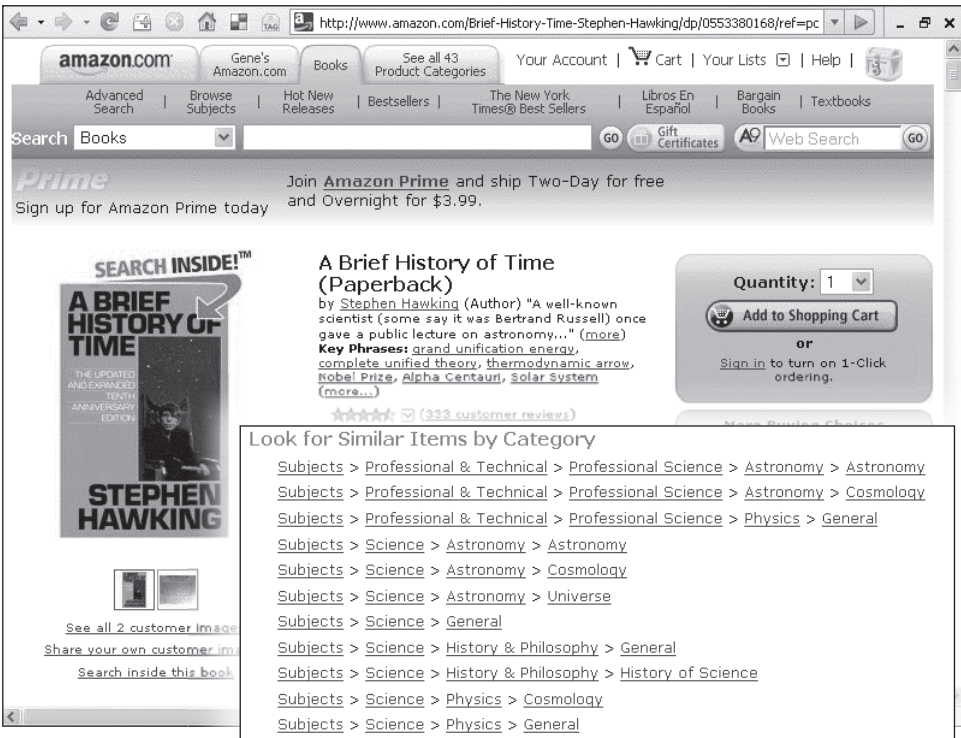 TAG
http://www.amazon.com/Brief-History-Time-Stephen-Hawking/dp/0553380168/ref=pc
amazon.com
Gene's
Amazon.com
Books
See all 43
Product Categories
Your Account | Cart | Your Lists | Help |
Advanced
Search
| Browse
Subjects
| Hot New
Releases
| Bestsellers |
The New York
Times® Best Sellers
| Libros En
Español
| Bargain
Books
| Textbooks
Search Books
GO
Gift
Certificates
A9 Web Search
GO
Prime
Sign up for Amazon Prime today
Join Amazon Prime and ship Two-Day for free
and Overnight for $3.99.
SEARCH INSIDE!™
A BRIEF
HISTORY OF
TIME
THE UPDATED
AND EXPANDED
TENTH
ANNIVERSARY
EDITION
STEPHEN
HAWKING
See all 2 customer image
Share your own customer ima
Search inside this book
A Brief History of Time
(Paperback)
by Stephen Hawking (Author) "A well-known
scientist (some say it was Bertrand Russell) once
gave a public lecture on astronomy..." (more)
Key Phrases: grand unification energy,
complete unified theory, thermodynamic arrow,
Nobel Prize, Alpha Centauri, Solar System
(more...)
(333 customer reviews)
Quantity: 1
Add to Shopping Cart
or
Sign in to turn on 1-Click
ordering.
More Buying Choices
Look for Similar Items by Category
Subjects > Professional & Technical > Professional Science > Astronomy > Astronomy
Subjects > Professional & Technical > Professional Science > Astronomy > Cosmology
Subjects > Professional & Technical > Professional Science > Physics > General
Subjects > Science > Astronomy > Astronomy
Subjects > Science > Astronomy > Cosmology
Subjects > Science > Astronomy > Universe
Subjects > Science > General
Subjects > Science > History & Philosophy > General
Subjects > Science > History & Philosophy > History of Science
Subjects > Science > Physics > Cosmology
Subjects > Science > Physics > General